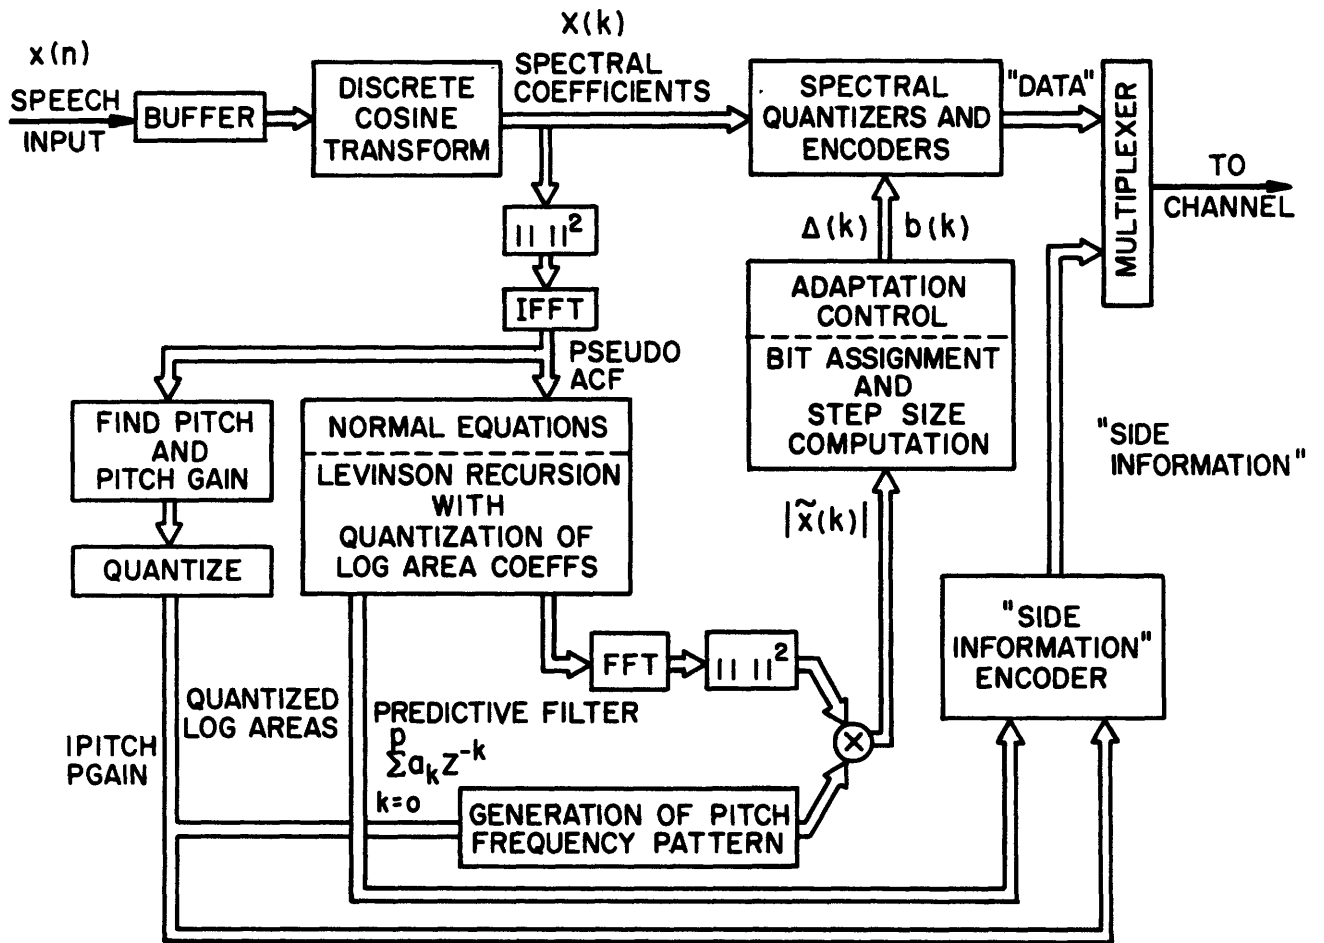 x(n)
SPEECH
INPUT
BUFFER
DISCRETE
COSINE
TRANSFORM
X(k)
SPECTRAL
COEFFICIENTS
SPECTRAL
QUANTIZERS AND
ENCODERS
"DATA"
MULTIPLEXER
TO
CHANNEL
|| ||²
IFFT
PSEUDO
ACF
Δ(k) b(k)
ADAPTATION
CONTROL
BIT ASSIGNMENT
AND
STEP SIZE
COMPUTATION
FIND PITCH
AND
PITCH GAIN
QUANTIZE
NORMAL EQUATIONS
LEVINSON RECURSION
WITH
QUANTIZATION OF
LOG AREA COEFFS
"SIDE
INFORMATION"
|x̃(k)|
FFT
|| ||²
"SIDE
INFORMATION"
ENCODER
QUANTIZED
LOG AREAS
IPITCH
PGAIN
PREDICTIVE FILTER
p
Σ aₖ z⁻ᵏ
k=0
×
GENERATION OF PITCH
FREQUENCY PATTERN